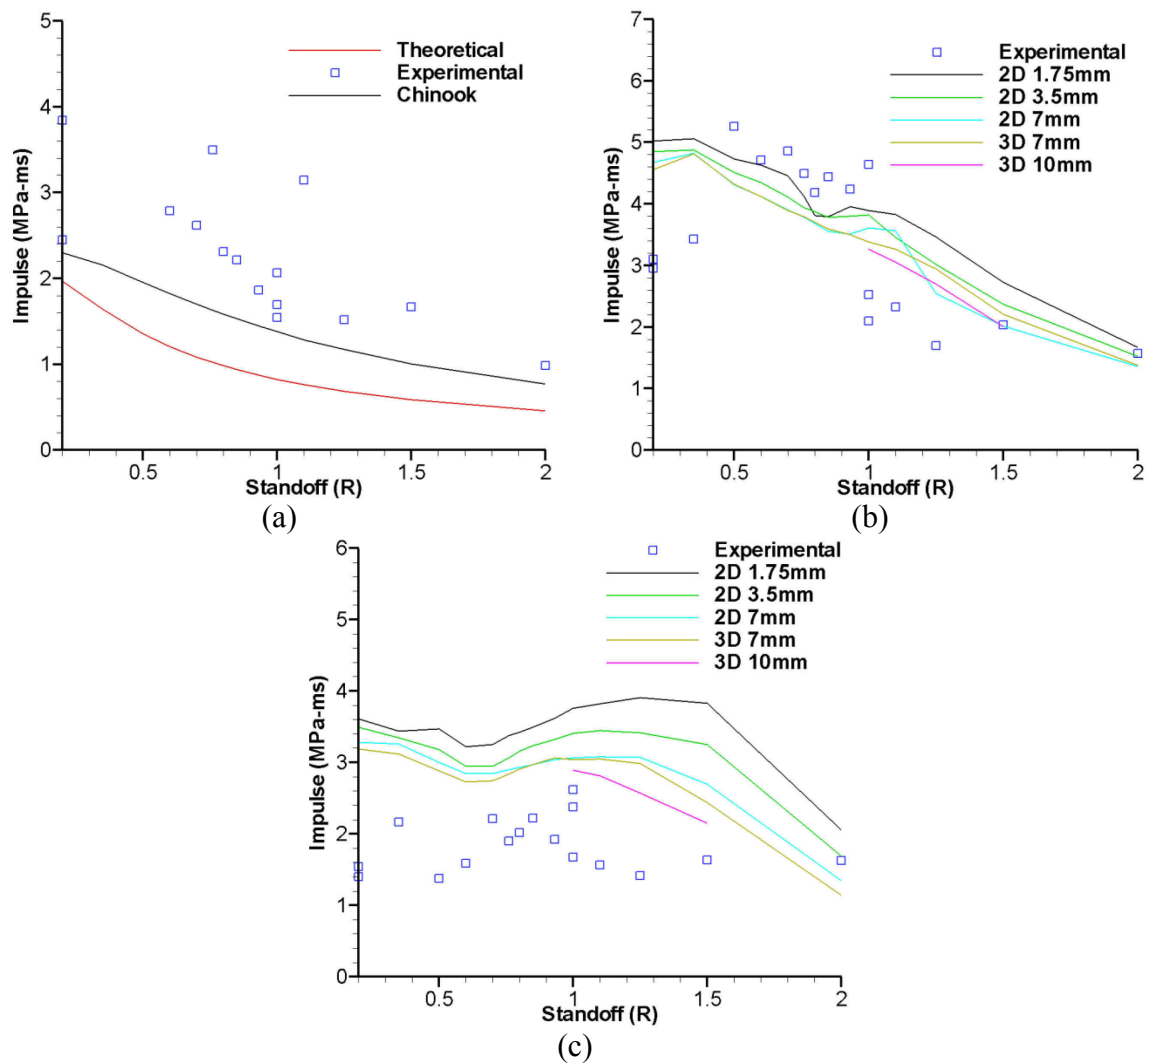 5
4
3
2
1
0
Impulse (MPa-ms)
0.5
1
1.5
2
Standoff (R)
Theoretical
Experimental
Chinook
(a)
7
6
5
4
3
2
1
0
Impulse (MPa-ms)
0.5
1
1.5
2
Standoff (R)
Experimental
2D 1.75mm
2D 3.5mm
2D 7mm
3D 7mm
3D 10mm
(b)
6
5
4
3
2
1
0
Impulse (MPa-ms)
0.5
1
1.5
2
Standoff (R)
Experimental
2D 1.75mm
2D 3.5mm
2D 7mm
3D 7mm
3D 10mm
(c)